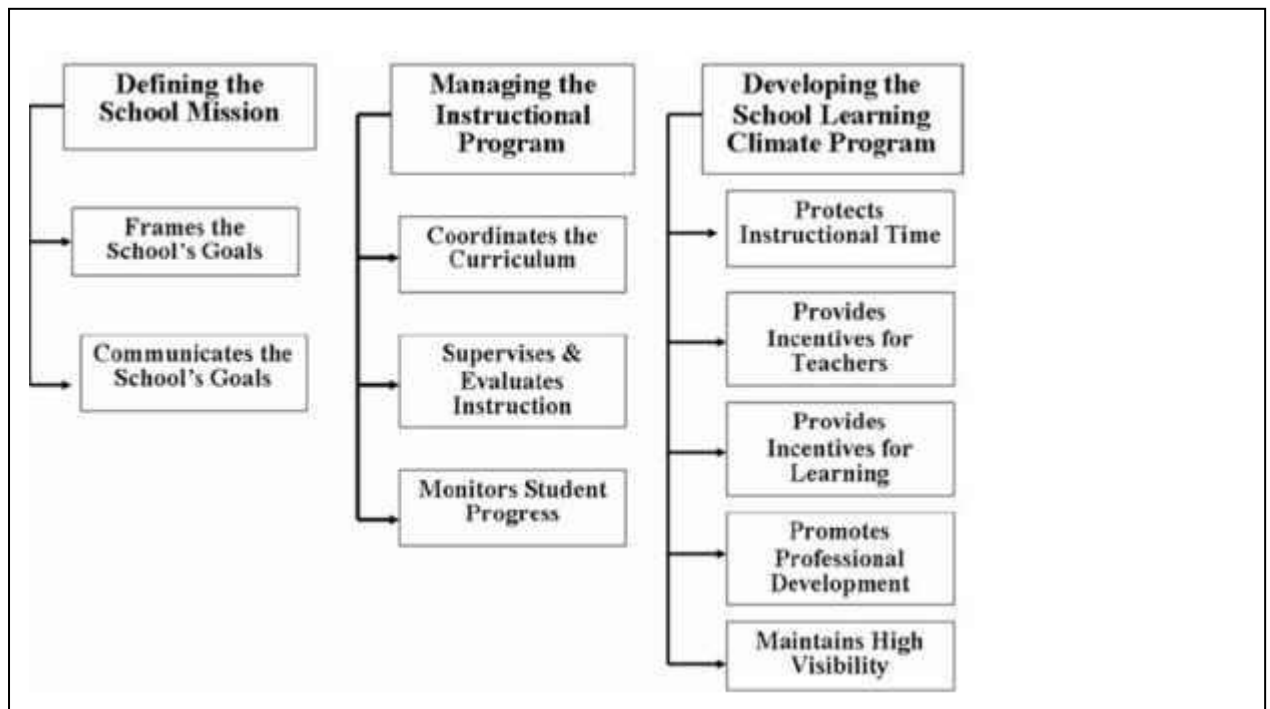 Defining the
School Mission
Frames the
School's Goals
Communicates the
School's Goals
Managing the
Instructional
Program
Coordinates the
Curriculum
Supervises &
Evaluates
Instruction
Monitors Student
Progress
Developing the
School Learning
Climate Program
Protects
Instructional Time
Provides
Incentives for
Teachers
Provides
Incentives for
Learning
Promotes
Professional
Development
Maintains High
Visibility